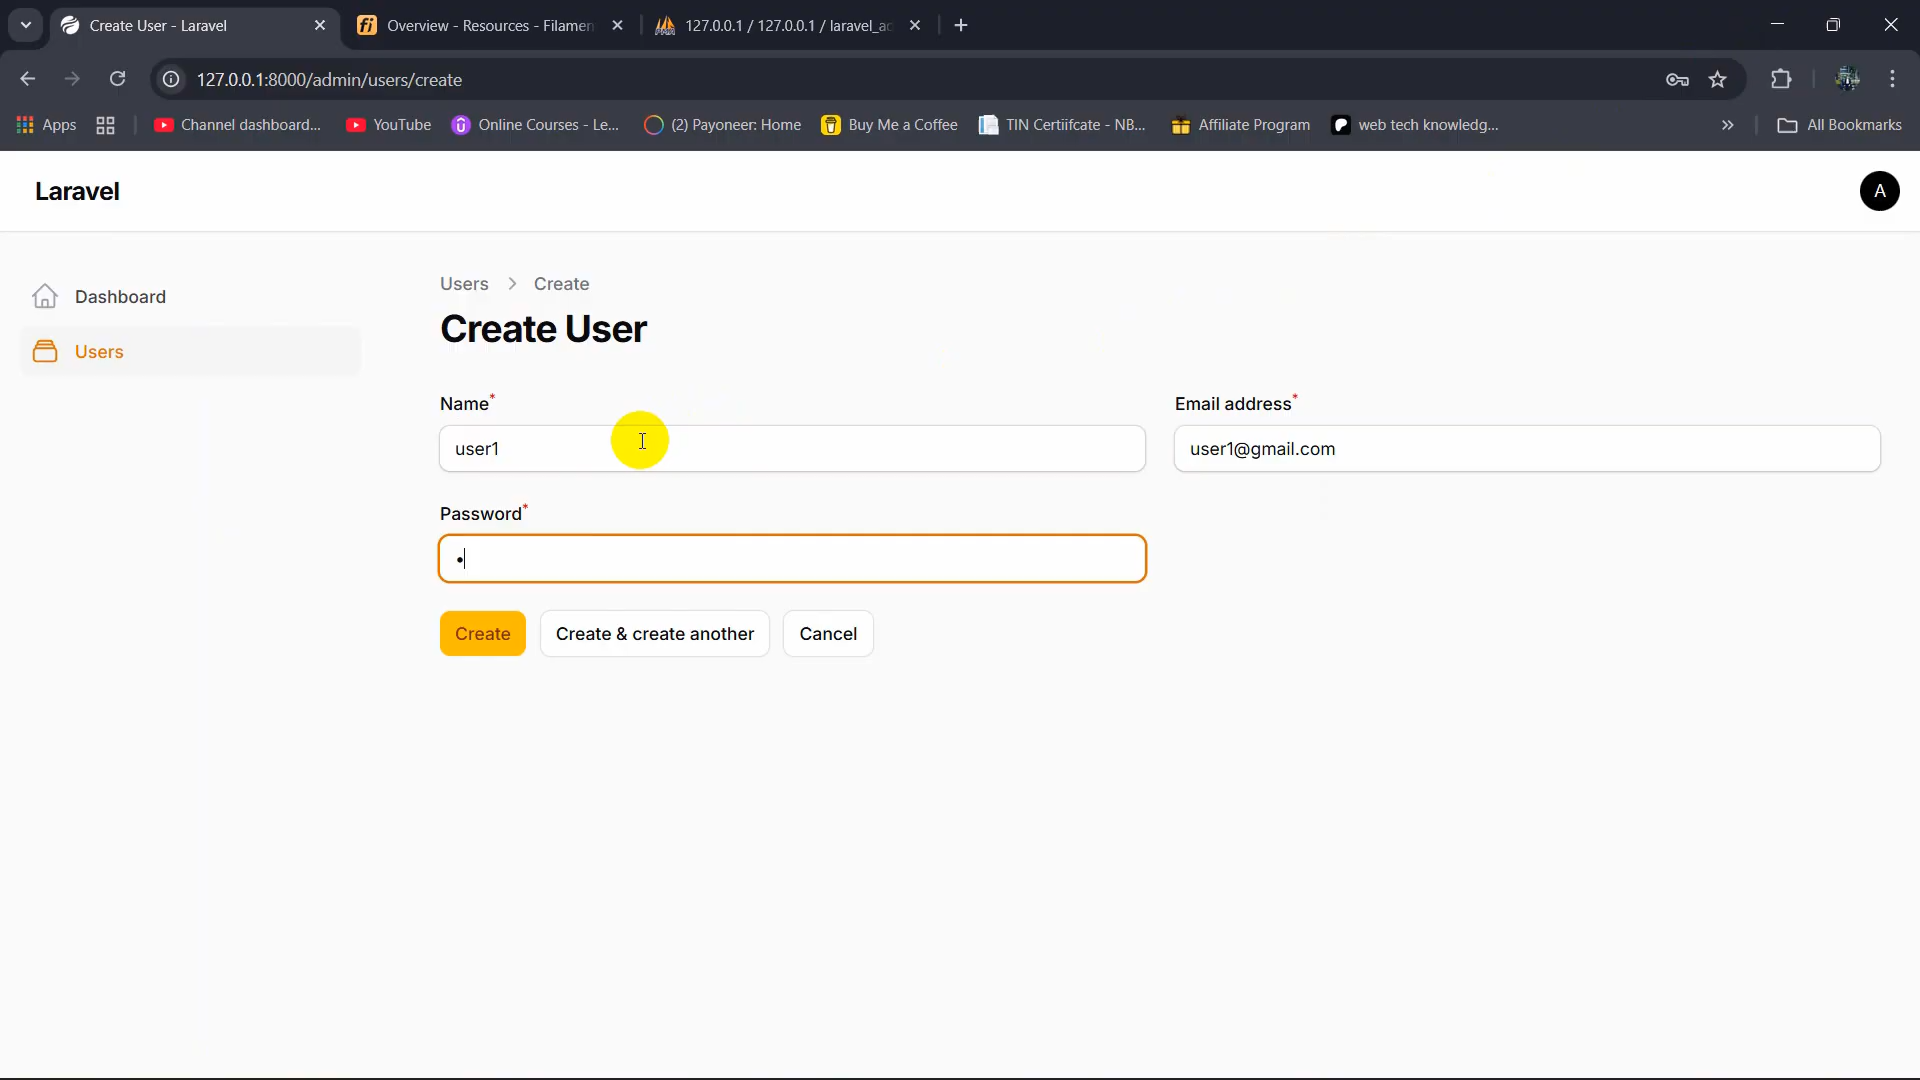 Create User - Laravel
Overview - Resources - Filamen
127.0.0.1 / 127.0.0.1 / laravel_ad
127.0.0.1:8000/admin/users/create
Apps
Channel dashboard...
YouTube
Online Courses - Le...
(2) Payoneer: Home
Buy Me a Coffee
TIN Certiifcate - NB...
Affiliate Program
web tech knowledg...
All Bookmarks
Laravel
A
Dashboard
Users
Users > Create
Create User
Name*
Email address*
user1
user1@gmail.com
Password*
Create
Create & create another
Cancel